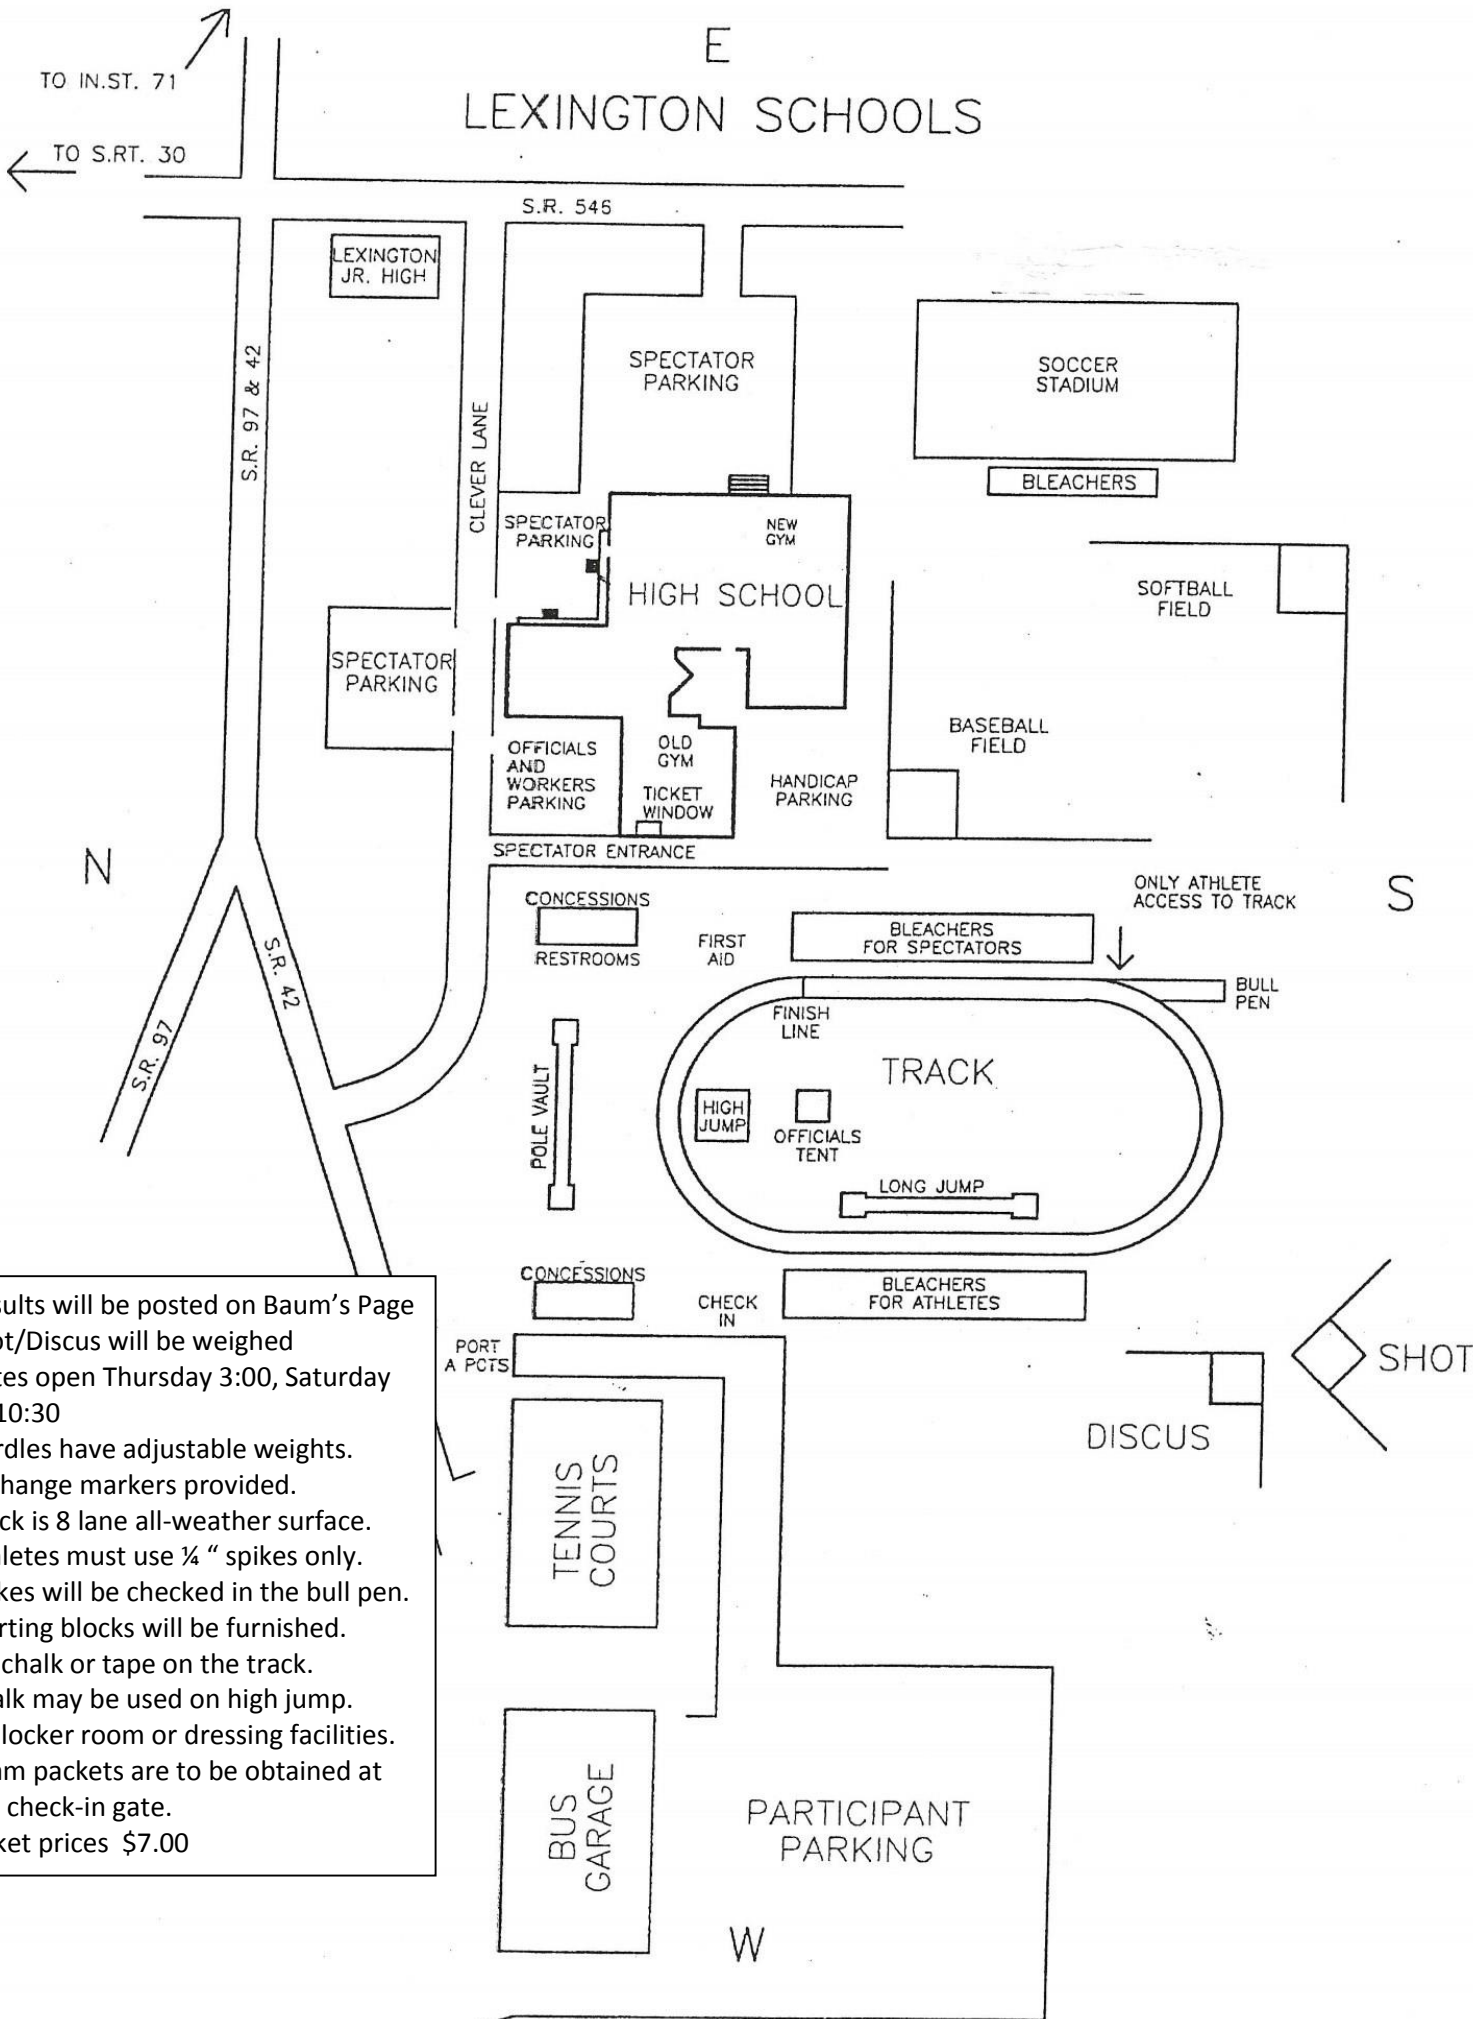 E
TO IN.ST. 71
LEXINGTON SCHOOLS
TO S.RT. 30
S.R. 546
LEXINGTON
JR. HIGH
S.R. 97 & 42
CLEVER LANE
SPECTATOR
PARKING
SOCCER
STADIUM
BLEACHERS
SPECTATOR
PARKING
NEW
GYM
HIGH SCHOOL
SOFTBALL
FIELD
SPECTATOR
PARKING
BASEBALL
FIELD
OFFICIALS
AND
WORKERS
PARKING
OLD
GYM
TICKET
WINDOW
HANDICAP
PARKING
SPECTATOR ENTRANCE
N
S
ONLY ATHLETE
ACCESS TO TRACK
CONCESSIONS
RESTROOMS
FIRST
AID
BLEACHERS
FOR SPECTATORS
S.R. 42
S.R. 97
BULL
PEN
FINISH
LINE
TRACK
POLE VAULT
HIGH
JUMP
OFFICIALS
TENT
LONG JUMP
CONCESSIONS
CHECK
IN
BLEACHERS
FOR ATHLETES
PORT
A POTS
SHOT
DISCUS
TENNIS
COURTS
BUS
GARAGE
PARTICIPANT
PARKING
W
sults will be posted on Baum's Page
ot/Discus will be weighed
tes open Thursday 3:00, Saturday
10:30
rdles have adjustable weights.
change markers provided.
ck is 8 lane all-weather surface.
letes must use ¼ “ spikes only.
kes will be checked in the bull pen.
rting blocks will be furnished.
chalk or tape on the track.
alk may be used on high jump.
locker room or dressing facilities.
am packets are to be obtained at
check-in gate.
ket prices $7.00